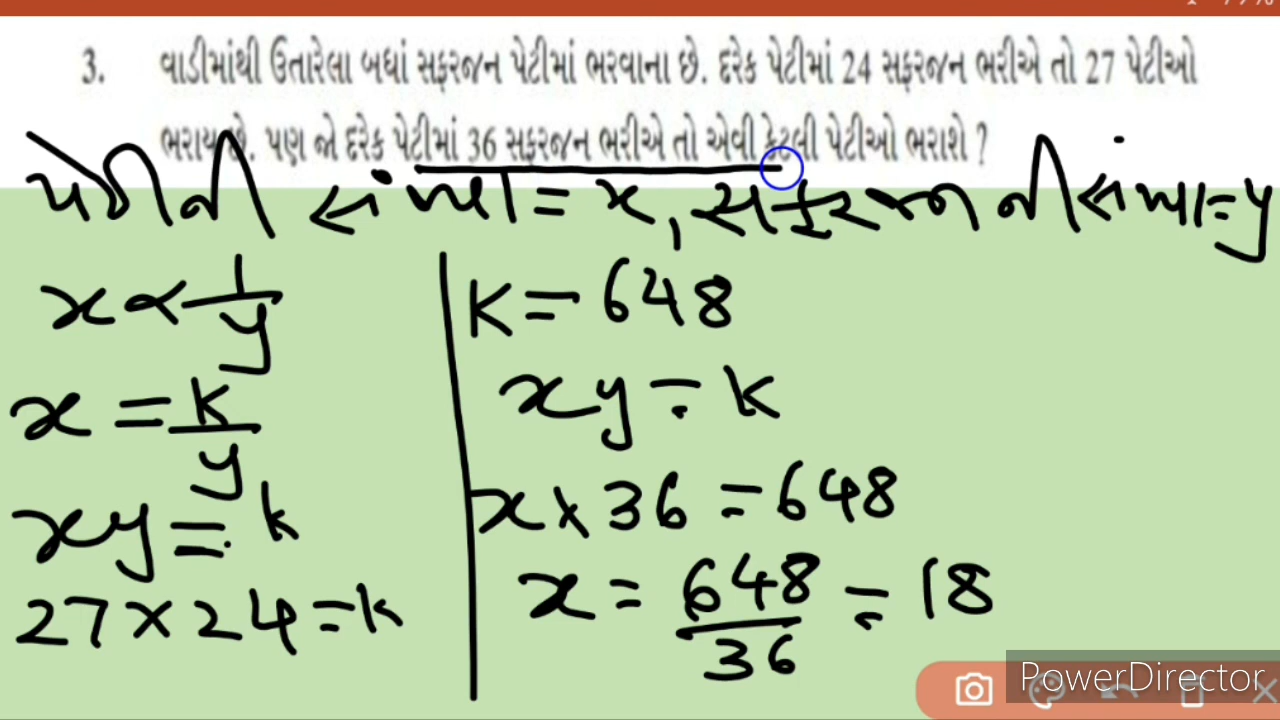 3. વાડીમાંથી ઉતારેલા બધાં સફરજન પેટીમાં ભરવાના છે. દરેક પેટીમાં 24 સફરજન ભરીએ તો 27 પેટીઓ
ભરાય છે. પણ જો દરેક પેટીમાં 36 સફરજન ભરીએ તો એવી કેટલી પેટીઓ ભરાશે ?
પેટીની સંખ્યા = x, સફરજનની સંખ્યા = y
x ∝ 1/y
x = k/y
xy = k
27 × 24 = k
K = 648
xy = k
x × 36 = 648
x = 648/36 = 18
PowerDirector